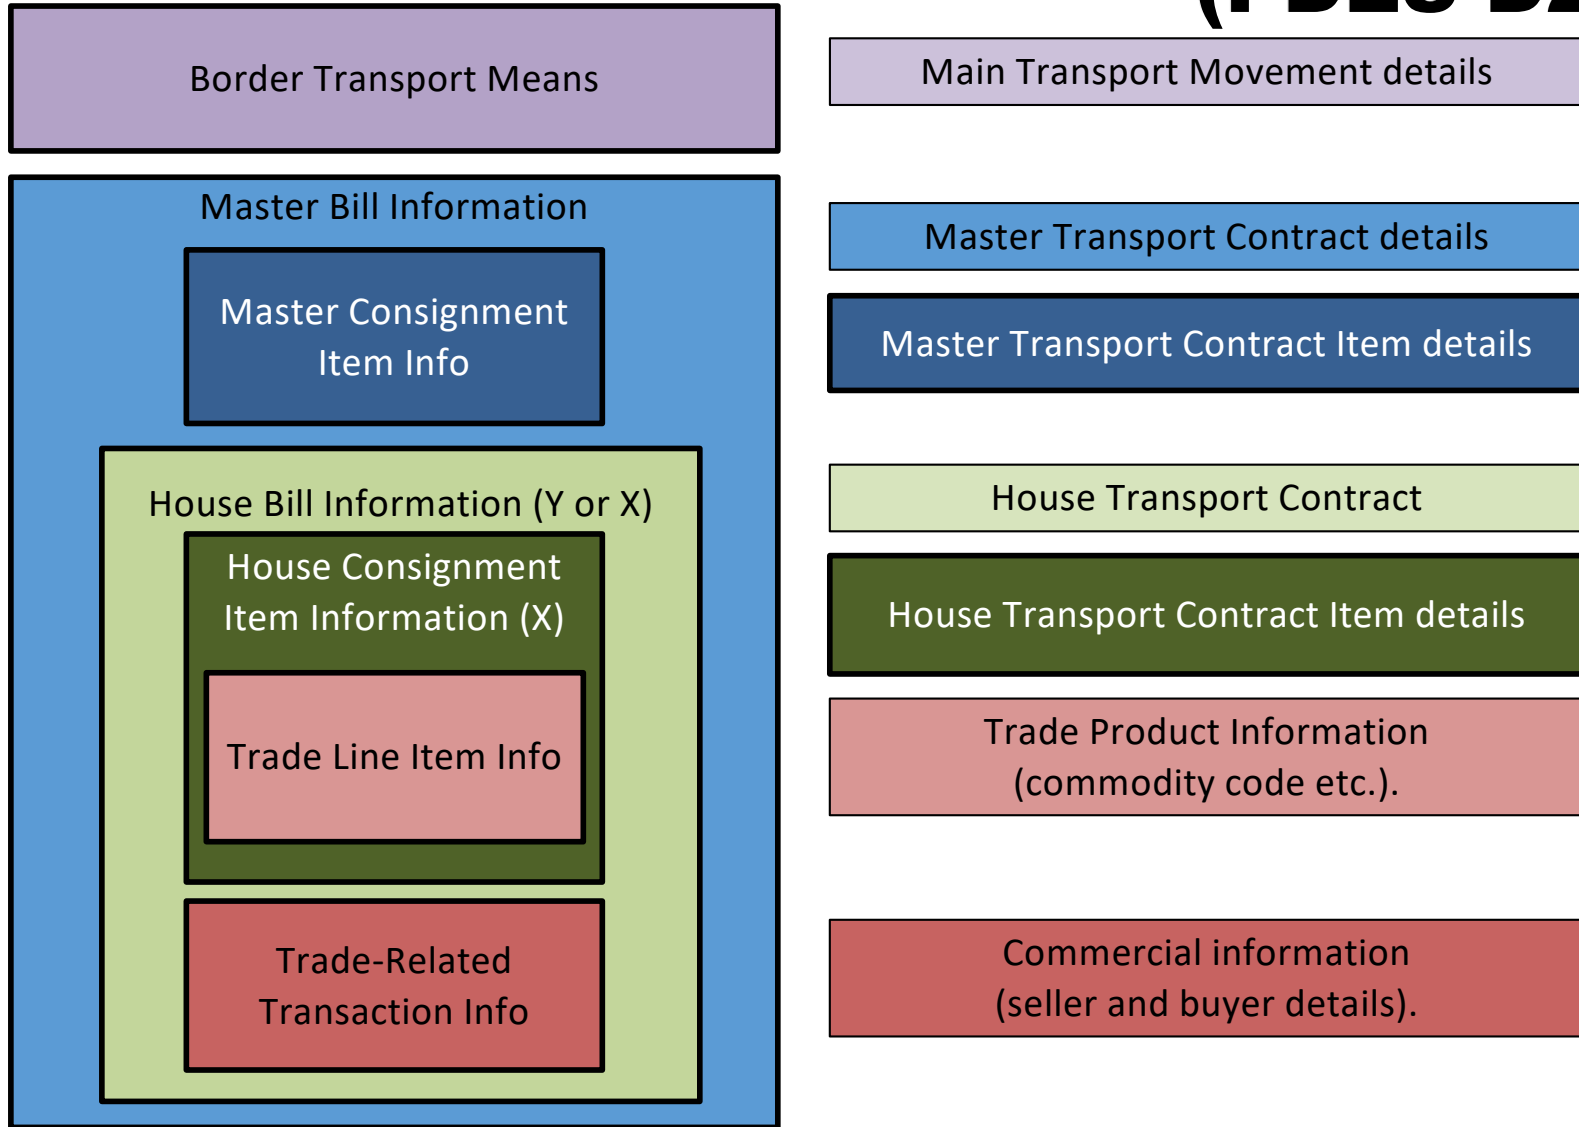 Border Transport Means
Main Transport Movement details
Master Bill Information
Master Transport Contract details
Master Consignment
Item Info
Master Transport Contract Item details
House Bill Information (Y or X)
House Transport Contract
House Consignment
Item Information (X)
House Transport Contract Item details
Trade Line Item Info
Trade Product Information
(commodity code etc.).
Trade-Related
Transaction Info
Commercial information
(seller and buyer details).